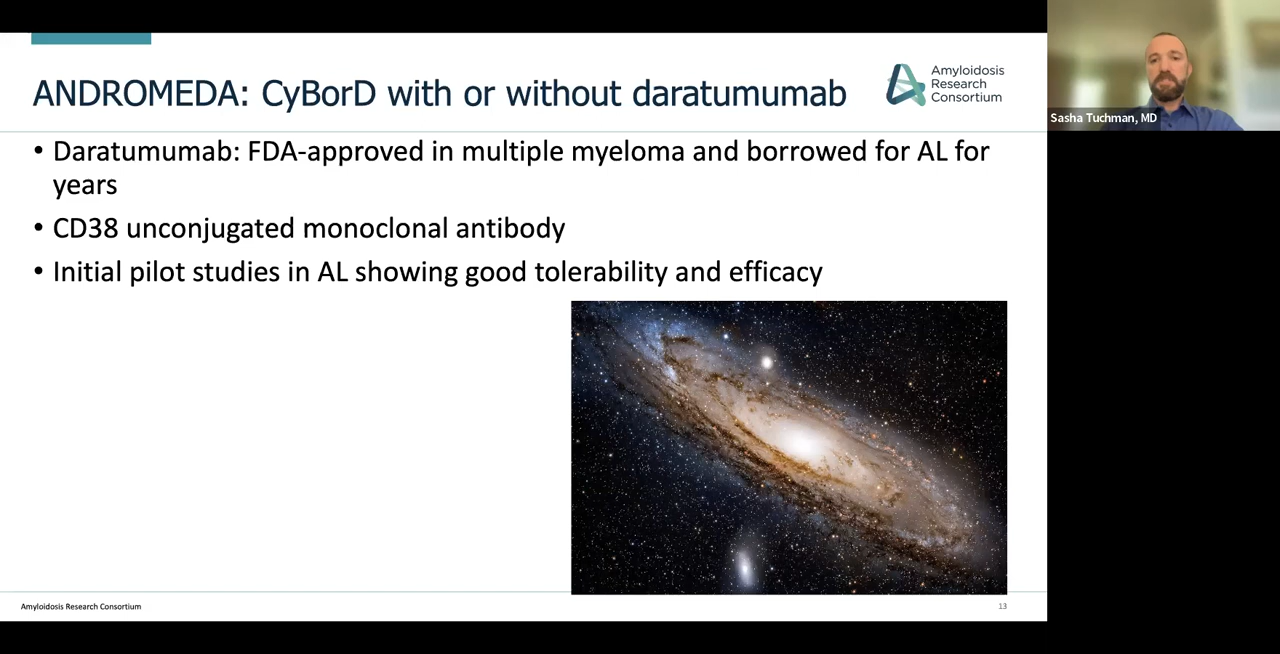 ANDROMEDA: CyBorD with or without daratumumab
Amyloidosis
Research
Consortium
• Daratumumab: FDA-approved in multiple myeloma and borrowed for AL for
years
• CD38 unconjugated monoclonal antibody
• Initial pilot studies in AL showing good tolerability and efficacy
Amyloidosis Research Consortium
13
Sasha Tuchman, MD